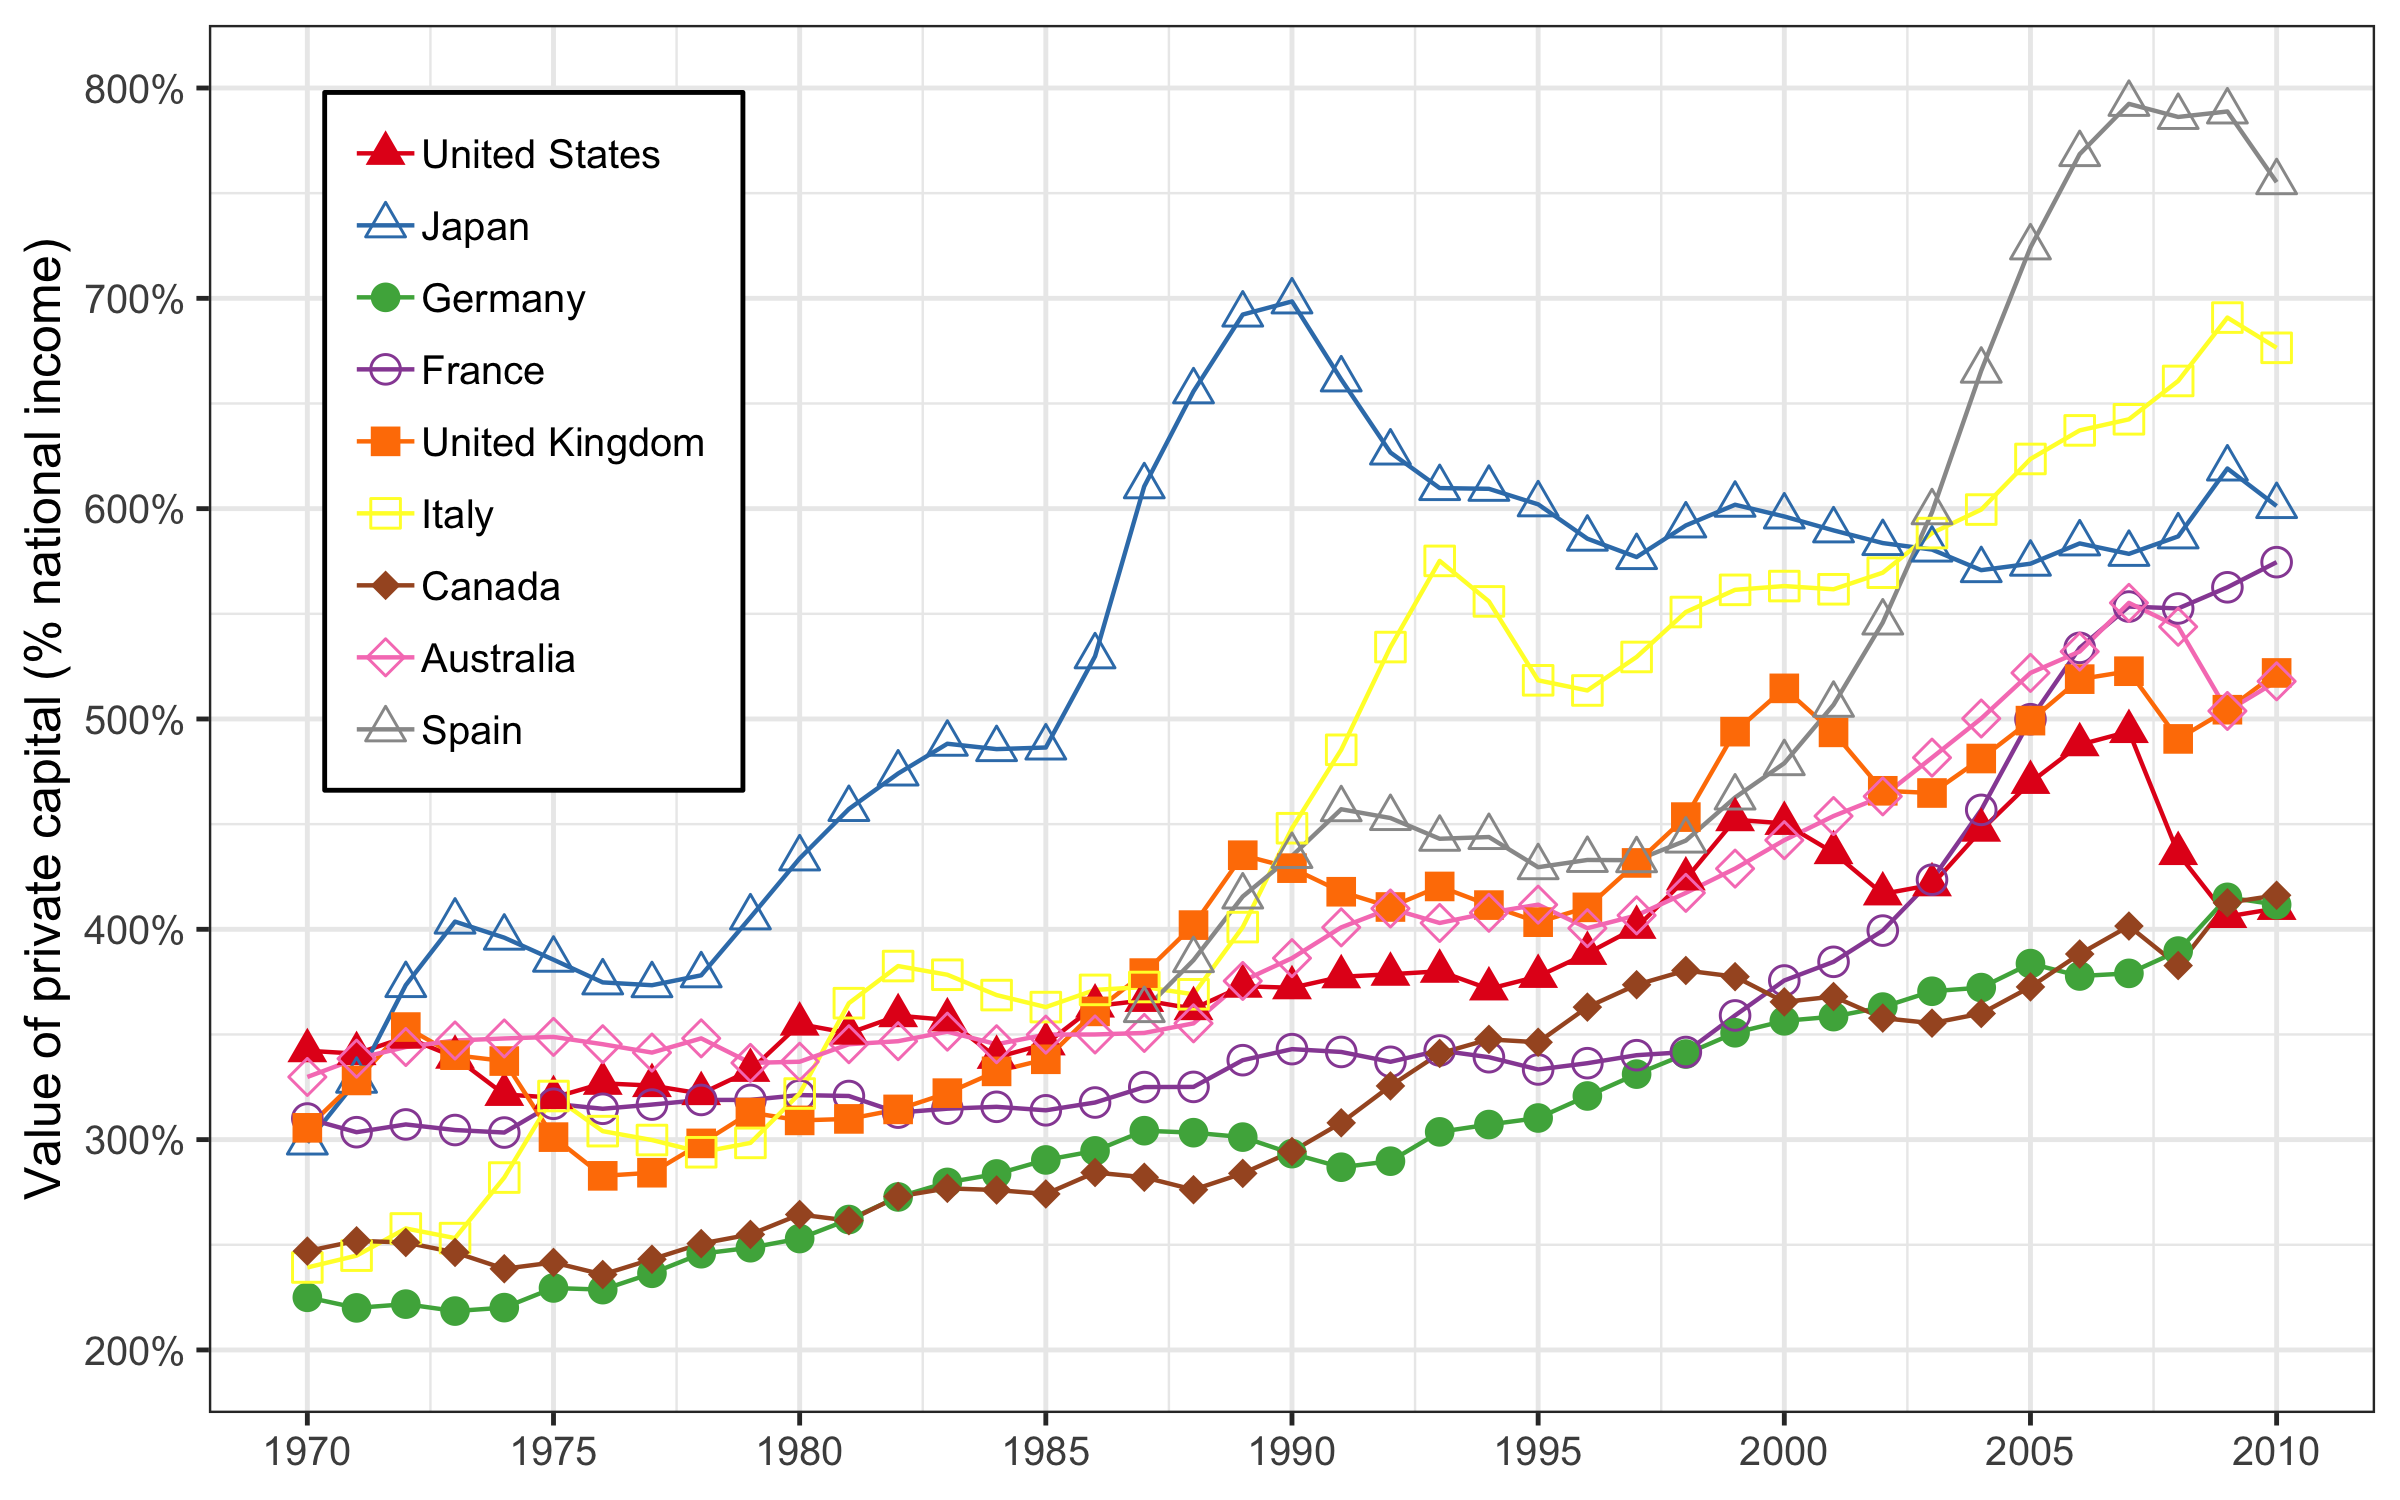 Value of private capital (% national income)
800%
700%
600%
500%
400%
300%
200%
United States
Japan
Germany
France
United Kingdom
Italy
Canada
Australia
Spain
1970 1975 1980 1985 1990 1995 2000 2005 2010